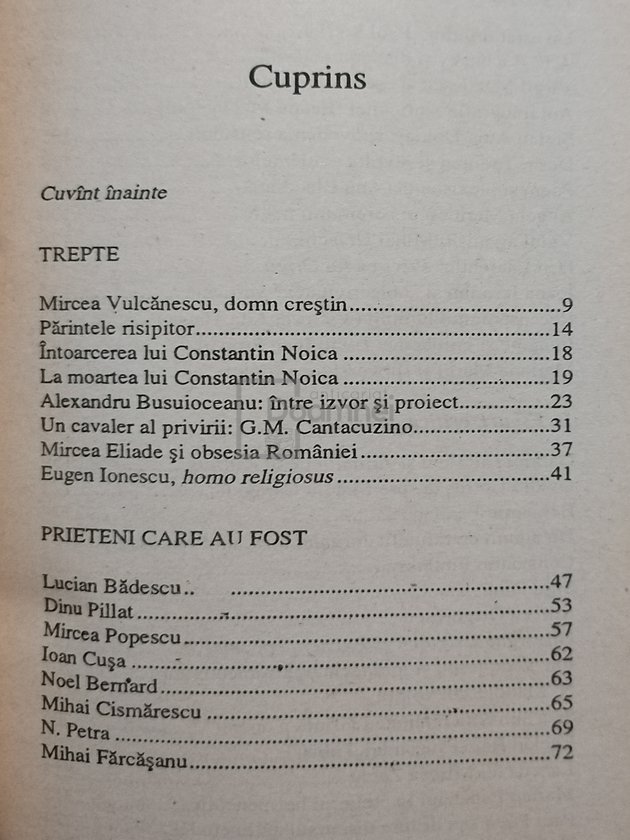 Cuprins
Cuvînt înainte
TREPTE
Mircea Vulcănescu, domn creştin..............................9
Părintele risipitor..................................................14
Întoarcerea lui Constantin Noica ..............................18
La moartea lui Constantin Noica ..............................19
Alexandru Busuioceanu: între izvor şi proiect.............23
Un cavaler al privirii: G.M. Cantacuzino....................31
Mircea Eliade şi obsesia României...........................37
Eugen Ionescu, homo religiosus ..............................41
PRIETENI CARE AU FOST
Lucian Bădescu.. .............................................47
Dinu Pillat..........................................................53
Mircea Popescu..................................................57
Ioan Cuşa ..........................................................62
Noel Bernard......................................................63
Mihai Cismărescu ...............................................65
N. Petra .............................................................69
Mihai Fărcăşanu..................................................72